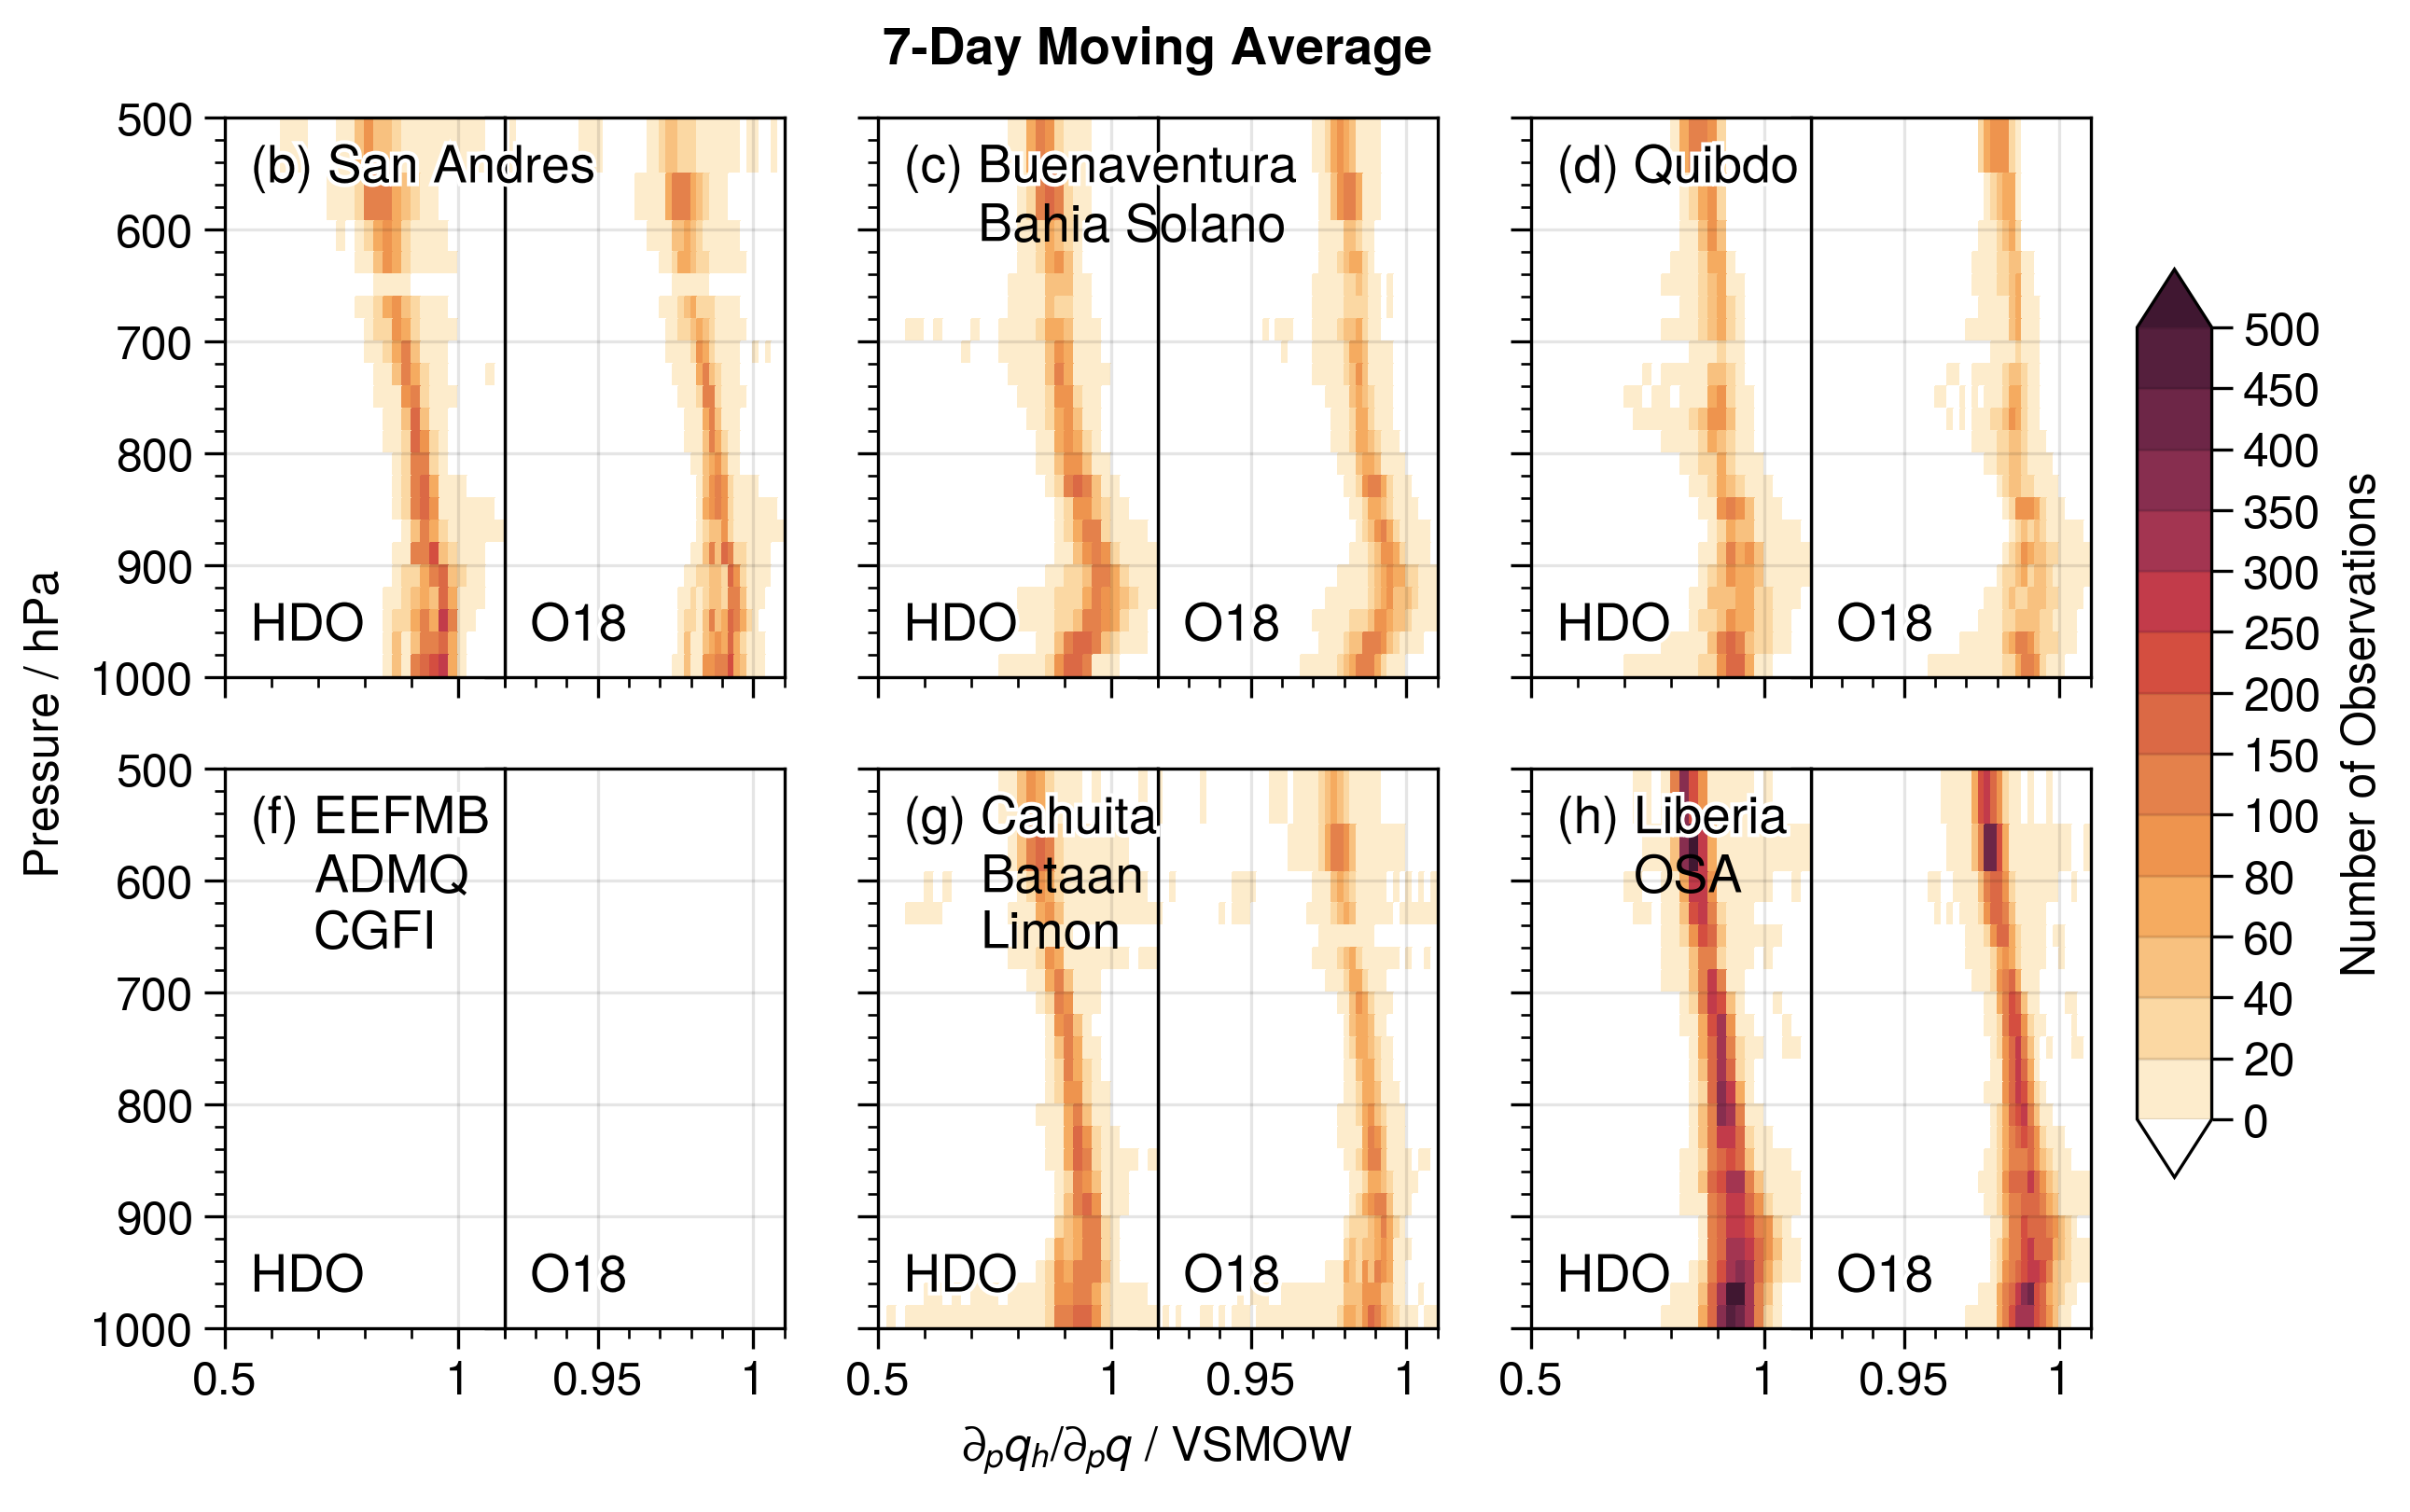 7-Day Moving Average
500
600
700
800
900
1000
Pressure / hPa
(b) San Andres
HDO
O18
(c) Buenaventura
Bahia Solano
HDO
O18
(d) Quibdo
HDO
O18
500
600
700
800
900
1000
(f) EEFMB
ADMQ
CGFI
HDO
O18
(g) Cahuita
Bataan
Limon
HDO
O18
(h) Liberia
OSA
HDO
O18
0.5 1 0.95 1
0.5 1 0.95 1
0.5 1 0.95 1
∂pqh/∂pq / VSMOW
500
450
400
350
300
250
200
150
100
80
60
40
20
0
Number of Observations